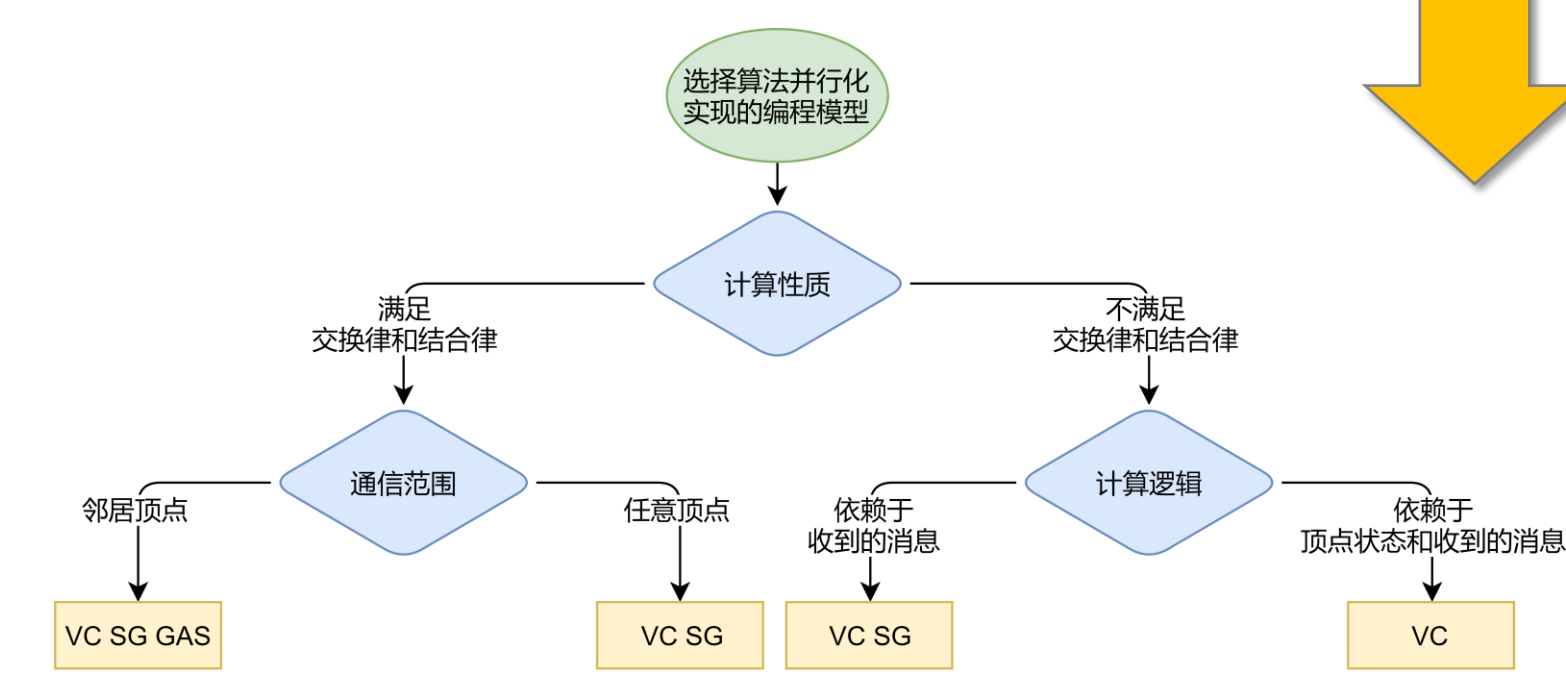 选择算法并行化
实现的编程模型
计算性质
满足
交换律和结合律
不满足
交换律和结合律
通信范围
计算逻辑
邻居顶点
任意顶点
依赖于
收到的消息
依赖于
顶点状态和收到的消息
VC SG GAS
VC SG
VC SG
VC